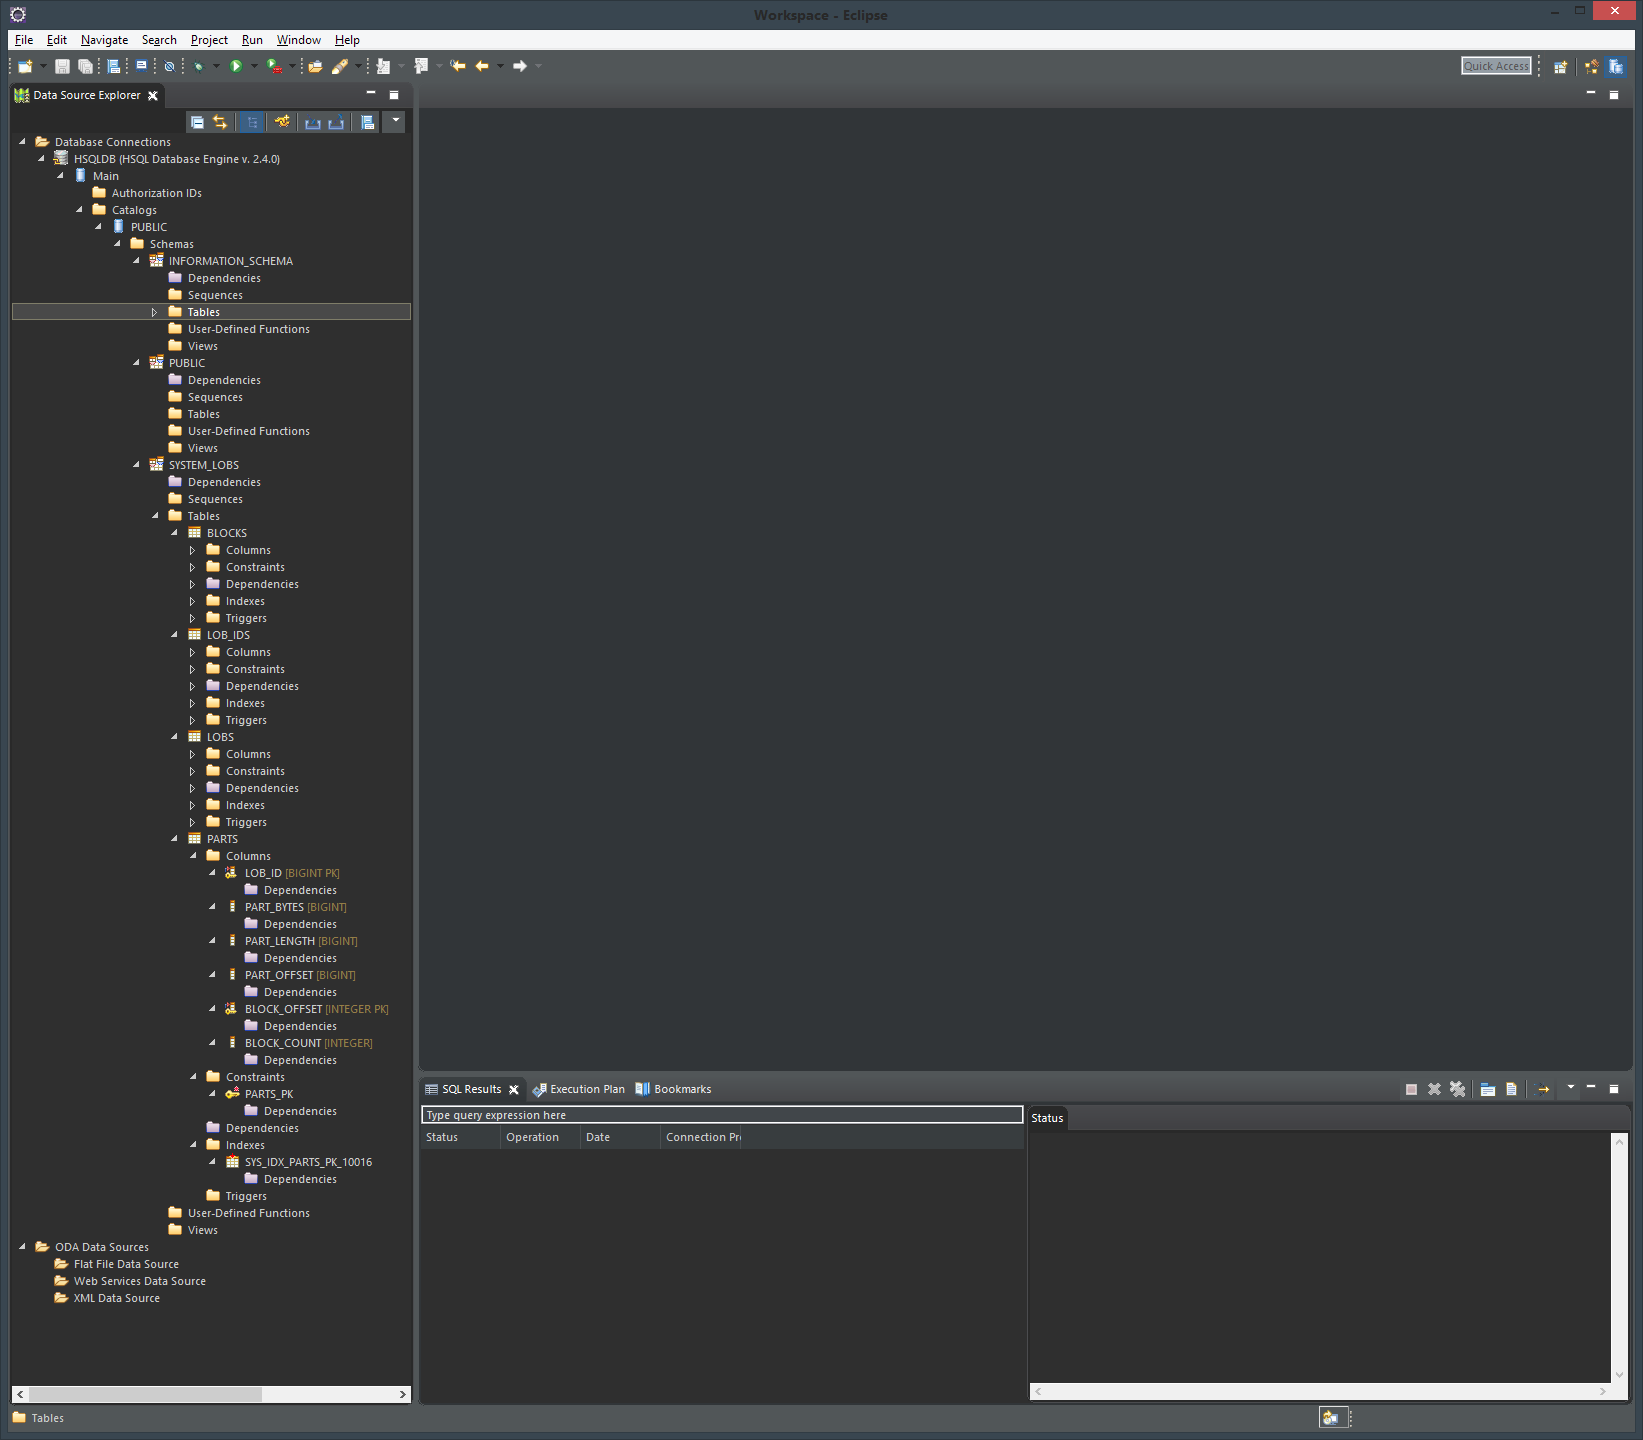 Workspace - Eclipse
File Edit Navigate Search Project Run Window Help
Quick Access
Data Source Explorer
Database Connections
HSQLDB (HSQL Database Engine v. 2.4.0)
Main
Authorization IDs
Catalogs
PUBLIC
Schemas
INFORMATION_SCHEMA
Dependencies
Sequences
Tables
User-Defined Functions
Views
PUBLIC
Dependencies
Sequences
Tables
User-Defined Functions
Views
SYSTEM_LOBS
Dependencies
Sequences
Tables
BLOCKS
Columns
Constraints
Dependencies
Indexes
Triggers
LOB_IDS
Columns
Constraints
Dependencies
Indexes
Triggers
LOBS
Columns
Constraints
Dependencies
Indexes
Triggers
PARTS
Columns
LOB_ID [BIGINT PK]
Dependencies
PART_BYTES [BIGINT]
Dependencies
PART_LENGTH [BIGINT]
Dependencies
PART_OFFSET [BIGINT]
Dependencies
BLOCK_OFFSET [INTEGER PK]
Dependencies
BLOCK_COUNT [INTEGER]
Dependencies
Constraints
PARTS_PK
Dependencies
Dependencies
Indexes
SYS_IDX_PARTS_PK_10016
Dependencies
Triggers
User-Defined Functions
Views
ODA Data Sources
Flat File Data Source
Web Services Data Source
XML Data Source
SQL Results Execution Plan Bookmarks
Type query expression here
Status Operation Date Connection Pr
Status
Tables